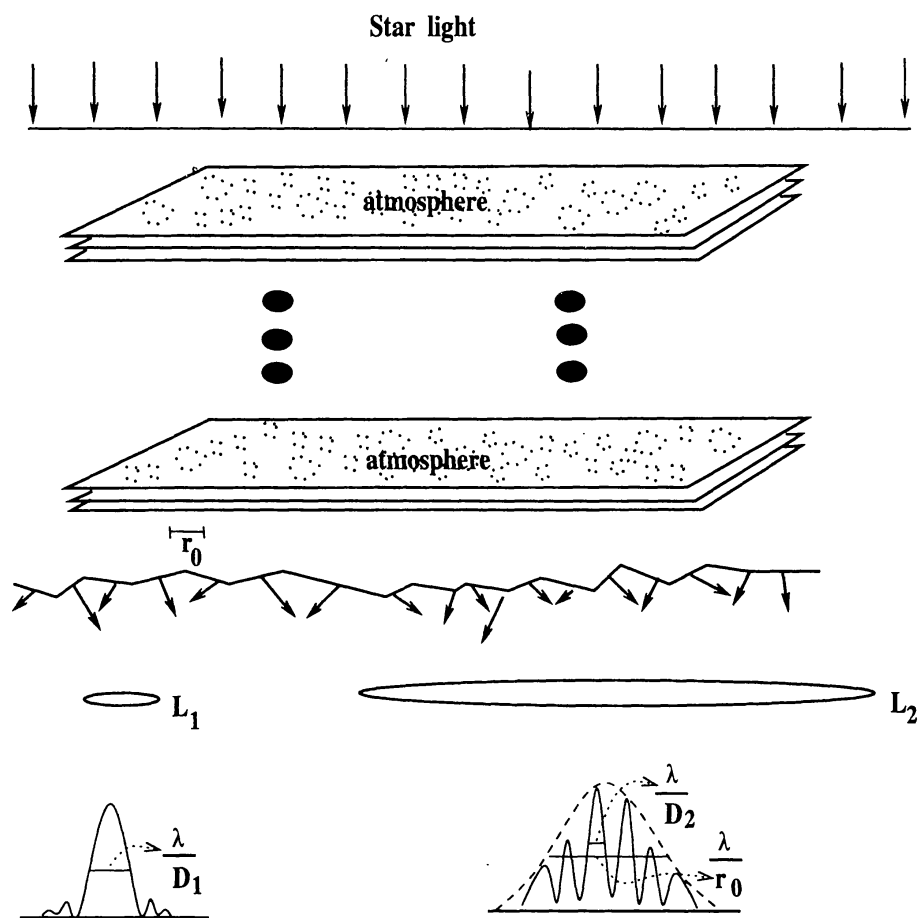 Star light
atmosphere
atmosphere
r0
L1
L2
λ
D1
λ
D2
λ
r0